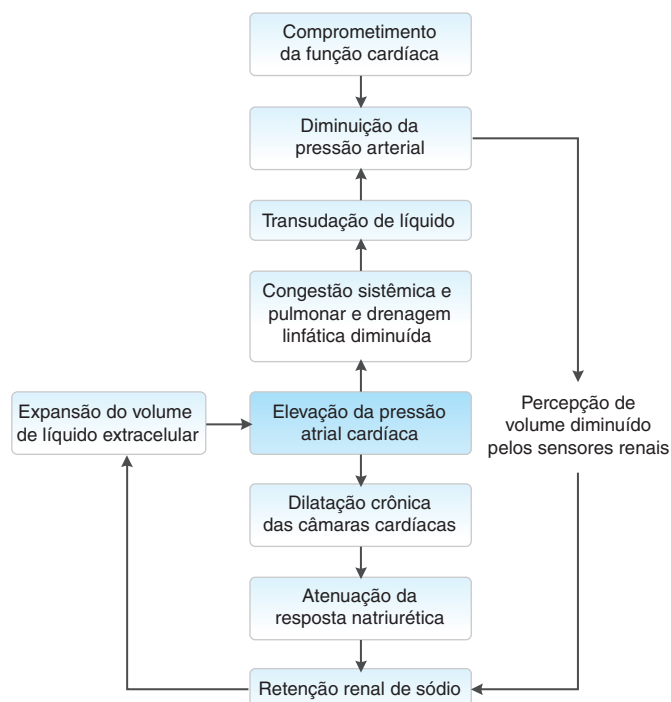 Comprometimento
da função cardíaca
Diminuição da
pressão arterial
Transudação de líquido
Congestão sistêmica e
pulmonar e drenagem
linfática diminuída
Expansão do volume
de líquido extracelular
Elevação da pressão
atrial cardíaca
Percepção de
volume diminuído
pelos sensores renais
Dilatação crônica
das câmaras cardíacas
Atenuação da
resposta natriurética
Retenção renal de sódio